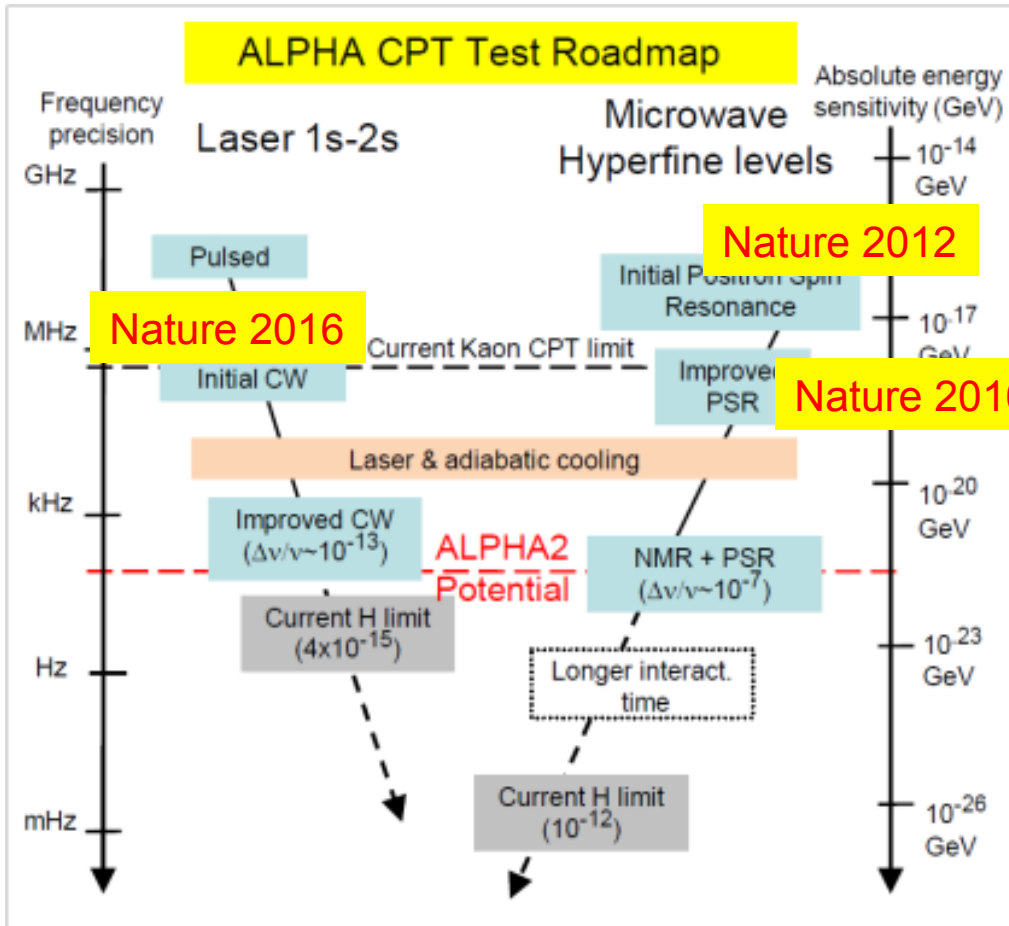 ALPHA CPT Test Roadmap
Frequency
precision
Laser 1s-2s
Microwave
Hyperfine levels
Absolute energy
sensitivity (GeV)
GHz
10⁻¹⁴
GeV
Pulsed
Nature 2012
Initial Positron Spin
Resonance
MHz
Nature 2016
10⁻¹⁷
GeV
Current Kaon CPT limit
Initial CW
Improved
PSR
Nature 201
Laser & adiabatic cooling
kHz
10⁻²⁰
GeV
Improved CW
(Δν/ν~10⁻¹³)
ALPHA2
Potential
NMR + PSR
(Δν/ν~10⁻⁷)
Current H limit
(4x10⁻¹⁵)
Hz
10⁻²³
GeV
Longer interact.
time
mHz
Current H limit
(10⁻¹²)
10⁻²⁶
GeV